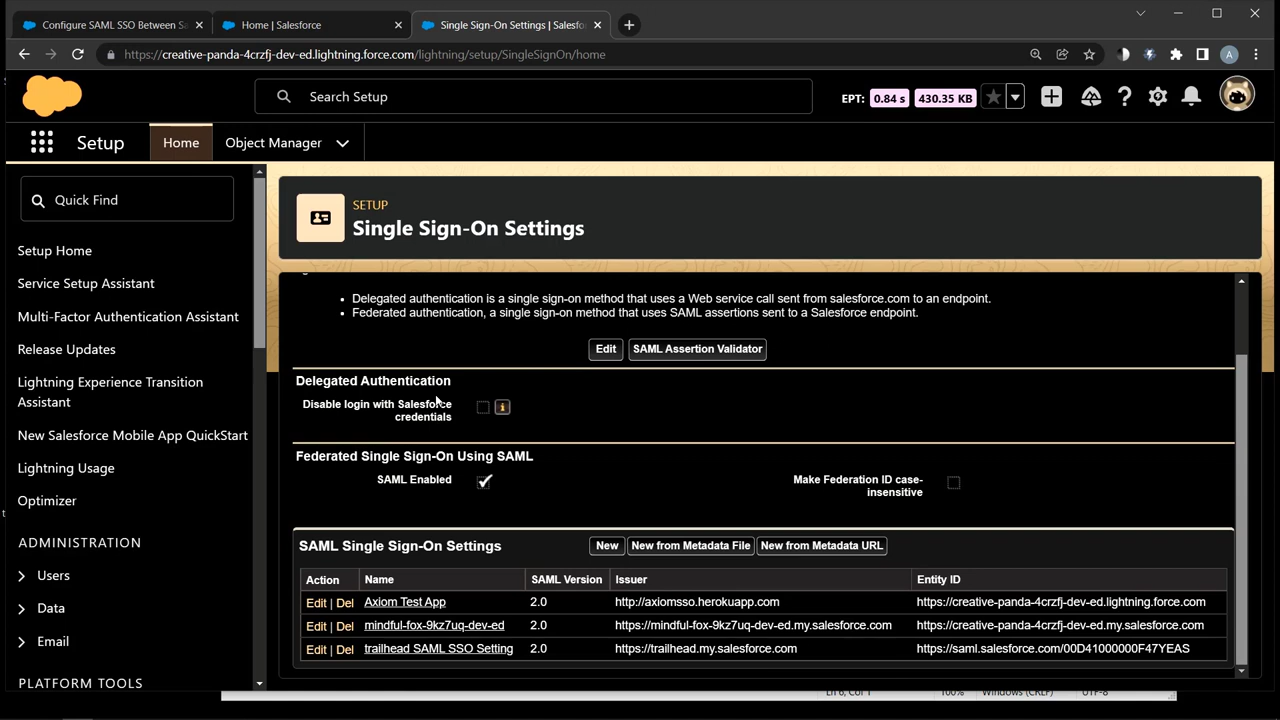 Configure SAML SSO Between Sa
Home | Salesforce
Single Sign-On Settings | Salesfo
https://creative-panda-4crzfj-dev-ed.lightning.force.com/lightning/setup/SingleSignOn/home
A
Search Setup
EPT: 0.84 s 430.35 KB
Setup
Home
Object Manager
Quick Find
Setup Home
Service Setup Assistant
Multi-Factor Authentication Assistant
Release Updates
Lightning Experience Transition
Assistant
New Salesforce Mobile App QuickStart
Lightning Usage
Optimizer
ADMINISTRATION
Users
Data
Email
PLATFORM TOOLS
SETUP
Single Sign-On Settings
• Delegated authentication is a single sign-on method that uses a Web service call sent from salesforce.com to an endpoint.
• Federated authentication, a single sign-on method that uses SAML assertions sent to a Salesforce endpoint.
Edit SAML Assertion Validator
Delegated Authentication
Disable login with Salesforce
credentials
i
Federated Single Sign-On Using SAML
SAML Enabled
Make Federation ID case-
insensitive
SAML Single Sign-On Settings New New from Metadata File New from Metadata URL
Action Name SAML Version Issuer Entity ID
Edit | Del Axiom Test App 2.0 http://axiomsso.herokuapp.com https://creative-panda-4crzfj-dev-ed.lightning.force.com
Edit | Del mindful-fox-9kz7uq-dev-ed 2.0 https://mindful-fox-9kz7uq-dev-ed.my.salesforce.com https://creative-panda-4crzfj-dev-ed.my.salesforce.com
Edit | Del trailhead SAML SSO Setting 2.0 https://trailhead.my.salesforce.com https://saml.salesforce.com/00D41000000F47YEAS
Ln 6, Col 1 100% Windows (CRLF) UTF-8